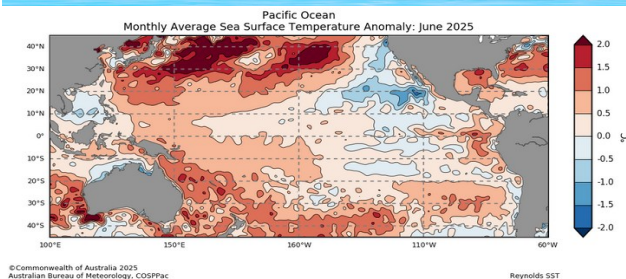 Pacific Ocean
Monthly Average Sea Surface Temperature Anomaly: June 2025
40°N
30°N
20°N
10°N
0°
10°S
20°S
30°S
40°S
100°E
150°E
160°W
110°W
60°W
2.0
1.5
1.0
0.5
0.0
-0.5
-1.0
-1.5
-2.0
©Commonwealth of Australia 2025
Australian Bureau of Meteorology, COSPPac
Reynolds SST